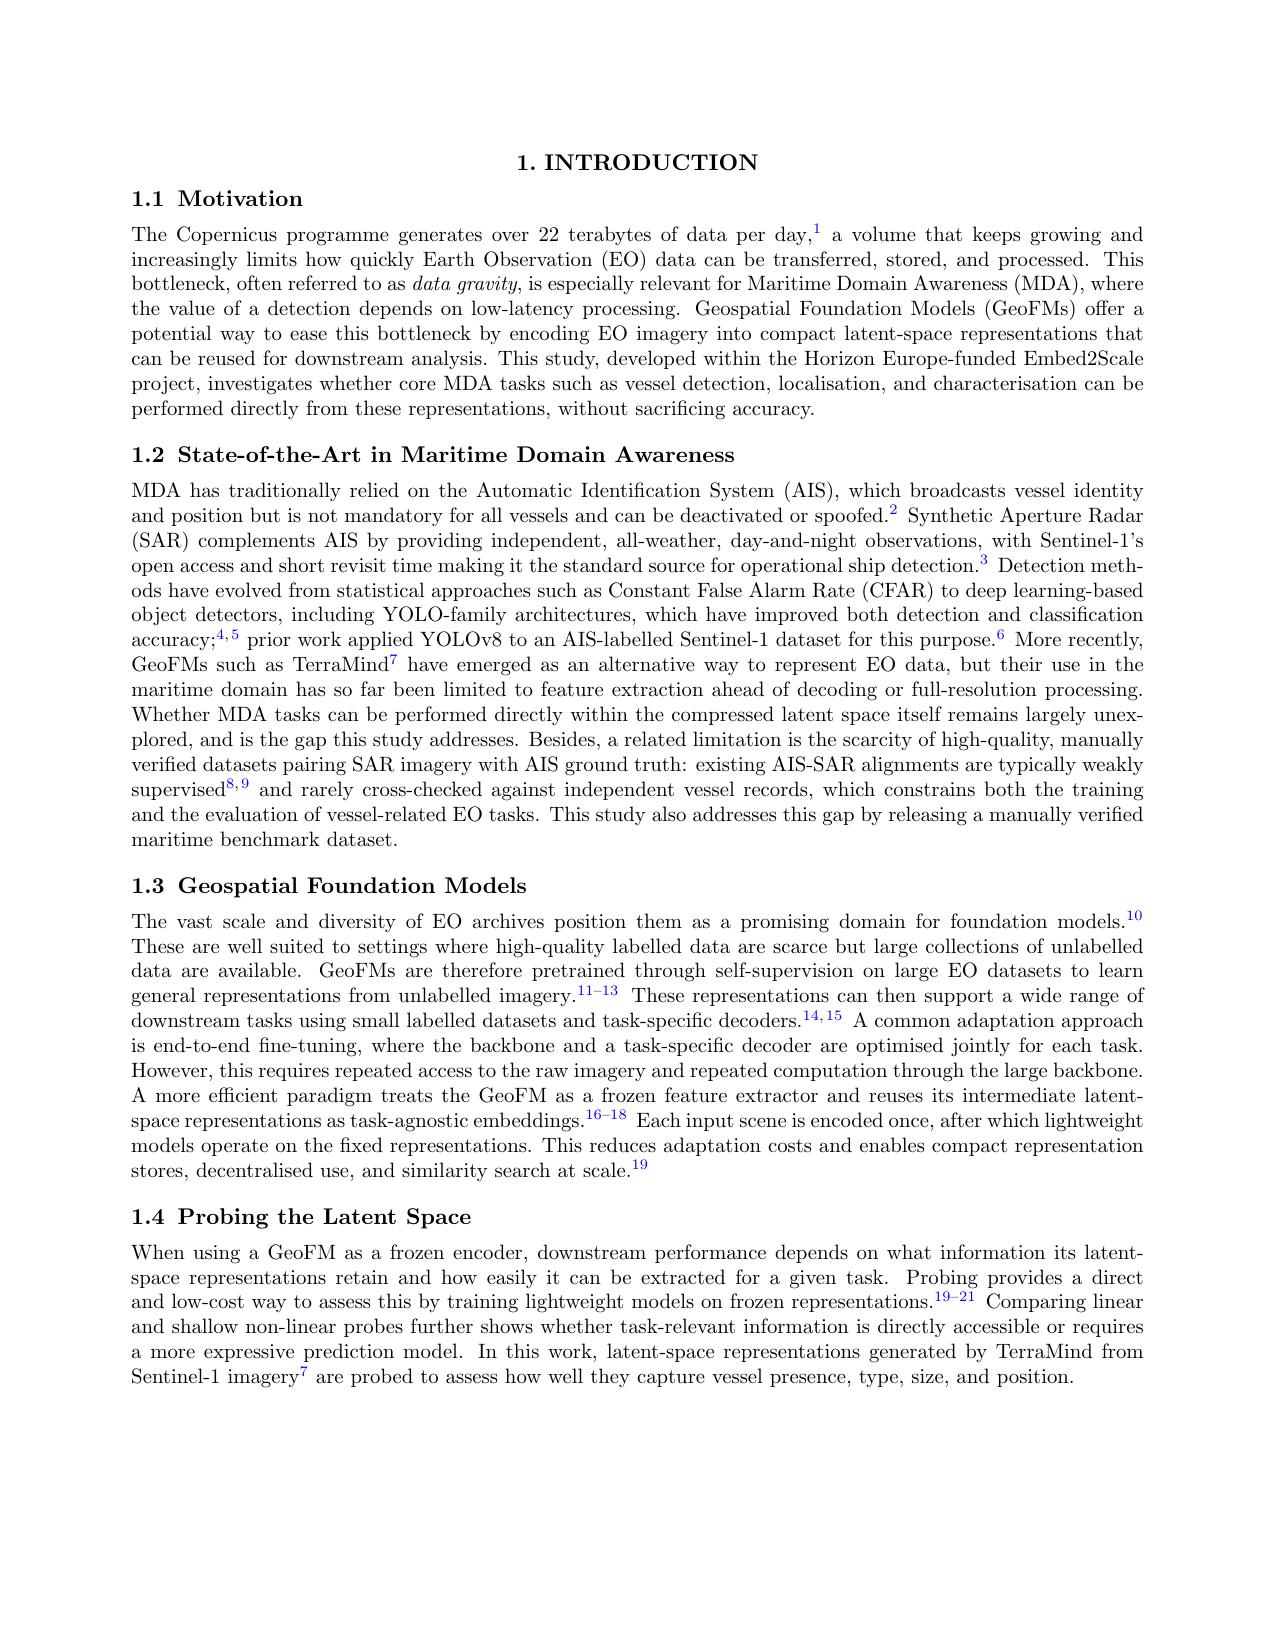 1. INTRODUCTION
1.1 Motivation
The Copernicus programme generates over 22 terabytes of data per day,1 a volume that keeps growing and
increasingly limits how quickly Earth Observation (EO) data can be transferred, stored, and processed. This
bottleneck, often referred to as data gravity, is especially relevant for Maritime Domain Awareness (MDA), where
the value of a detection depends on low-latency processing. Geospatial Foundation Models (GeoFMs) offer a
potential way to ease this bottleneck by encoding EO imagery into compact latent-space representations that
can be reused for downstream analysis. This study, developed within the Horizon Europe-funded Embed2Scale
project, investigates whether core MDA tasks such as vessel detection, localisation, and characterisation can be
performed directly from these representations, without sacrificing accuracy.
1.2 State-of-the-Art in Maritime Domain Awareness
MDA has traditionally relied on the Automatic Identification System (AIS), which broadcasts vessel identity
and position but is not mandatory for all vessels and can be deactivated or spoofed.2 Synthetic Aperture Radar
(SAR) complements AIS by providing independent, all-weather, day-and-night observations, with Sentinel-1's
open access and short revisit time making it the standard source for operational ship detection.3 Detection meth-
ods have evolved from statistical approaches such as Constant False Alarm Rate (CFAR) to deep learning-based
object detectors, including YOLO-family architectures, which have improved both detection and classification
accuracy;4,5 prior work applied YOLOv8 to an AIS-labelled Sentinel-1 dataset for this purpose.6 More recently,
GeoFMs such as TerraMind7 have emerged as an alternative way to represent EO data, but their use in the
maritime domain has so far been limited to feature extraction ahead of decoding or full-resolution processing.
Whether MDA tasks can be performed directly within the compressed latent space itself remains largely unex-
plored, and is the gap this study addresses. Besides, a related limitation is the scarcity of high-quality, manually
verified datasets pairing SAR imagery with AIS ground truth: existing AIS-SAR alignments are typically weakly
supervised8,9 and rarely cross-checked against independent vessel records, which constrains both the training
and the evaluation of vessel-related EO tasks. This study also addresses this gap by releasing a manually verified
maritime benchmark dataset.
1.3 Geospatial Foundation Models
The vast scale and diversity of EO archives position them as a promising domain for foundation models.10
These are well suited to settings where high-quality labelled data are scarce but large collections of unlabelled
data are available. GeoFMs are therefore pretrained through self-supervision on large EO datasets to learn
general representations from unlabelled imagery.11–13 These representations can then support a wide range of
downstream tasks using small labelled datasets and task-specific decoders.14,15 A common adaptation approach
is end-to-end fine-tuning, where the backbone and a task-specific decoder are optimised jointly for each task.
However, this requires repeated access to the raw imagery and repeated computation through the large backbone.
A more efficient paradigm treats the GeoFM as a frozen feature extractor and reuses its intermediate latent-
space representations as task-agnostic embeddings.16–18 Each input scene is encoded once, after which lightweight
models operate on the fixed representations. This reduces adaptation costs and enables compact representation
stores, decentralised use, and similarity search at scale.19
1.4 Probing the Latent Space
When using a GeoFM as a frozen encoder, downstream performance depends on what information its latent-
space representations retain and how easily it can be extracted for a given task. Probing provides a direct
and low-cost way to assess this by training lightweight models on frozen representations.19–21 Comparing linear
and shallow non-linear probes further shows whether task-relevant information is directly accessible or requires
a more expressive prediction model. In this work, latent-space representations generated by TerraMind from
Sentinel-1 imagery7 are probed to assess how well they capture vessel presence, type, size, and position.